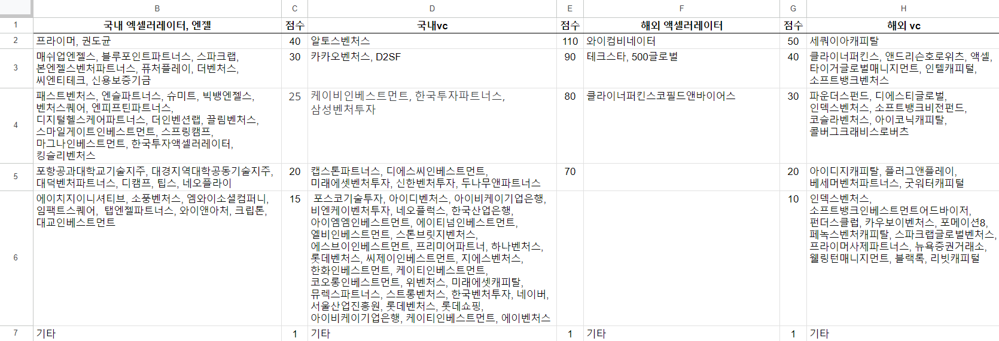 B C D E F G H
1 국내 엑셀러레이터, 엔젤 점수 국내vc 점수 해외 액셀러레이터 점수 해외 vc
2 프라이머, 권도균 40 알토스벤처스 110 와이컴비네이터 50 세쿼이아캐피탈
3
매쉬업엔젤스, 블루포인트파트너스, 스파크랩,
본엔젤스벤처파트너스, 퓨처플레이, 더벤처스,
씨엔티테크, 신용보증기금
30
카카오벤처스, D2SF
90
테크스타, 500글로벌
40
클라이너퍼킨스, 앤드리슨호로위츠, 액셀,
타이거글로벌매니지먼트, 인텔캐피털,
소프트뱅크벤처스
4
패스트벤처스, 엔슬파트너스, 슈미트, 빅뱅엔젤스,
벤처스퀘어, 엔피프틴파트너스,
디지털헬스케어파트너스, 더인벤션랩, 끌림벤처스,
스마일게이트인베스트먼트, 스프링캠프,
마그나인베스트먼트, 한국투자액셀러레이터,
킹슬리벤처스
25
케이비인베스트먼트, 한국투자파트너스,
삼성벤처투자
80
클라이너퍼킨스코필드앤바이어스
30
파운더스펀드, 디에스티글로벌,
인덱스벤처스, 소프트뱅크비전펀드,
코슬라벤처스, 아이코닉캐피탈,
콜버그크래비스로버츠
5
포항공과대학교기술지주, 대경지역대학공동기술지주,
대덕벤처파트너스, 디캠프, 팁스, 네오플라이
20
캡스톤파트너스, 디에스씨인베스트먼트,
미래에셋벤처투자, 신한벤처투자, 두나무앤파트너스
70
20
아이디지캐피탈, 플러그앤플레이,
베세머벤처파트너스, 굿워터캐피털
6
에이치지이니셔티브, 소풍벤처스, 엠와이소셜컴퍼니,
임팩트스퀘어, 탭엔젤파트너스, 와이앤아처, 크립톤,
대교인베스트먼트
15
포스코기술투자, 아이디벤처스, 아이비케이기업은행,
비엔케이벤처투자, 네오플럭스, 한국산업은행,
아이엠엠인베스트먼트, 에이티넘인베스트먼트,
엘비인베스트먼트, 스톤브릿지벤처스,
에스브이인베스트먼트, 프리미어파트너, 하나벤처스,
롯데벤처스, 씨제이인베스트먼트, 지에스벤처스,
한화인베스트먼트, 케이티인베스트먼트,
코오롱인베스트먼트, 위벤처스, 미래에셋캐피탈,
뮤렉스파트너스, 스트롱벤처스, 한국벤처투자, 네이버,
서울산업진흥원, 롯데벤처스, 롯데쇼핑,
아이비케이기업은행, 케이티인베스트먼트, 에이벤처스
10
인덱스벤처스,
소프트뱅크인베스트먼트어드바이저,
펀더스클럽, 카우보이벤처스, 포메이션8,
페녹스벤처캐피탈, 스파크랩글로벌벤처스,
프라이머사제파트너스, 뉴욕증권거래소,
웰링턴매니지먼트, 블랙록, 리빗캐피털
7 기타 1 기타 1 기타 1 기타